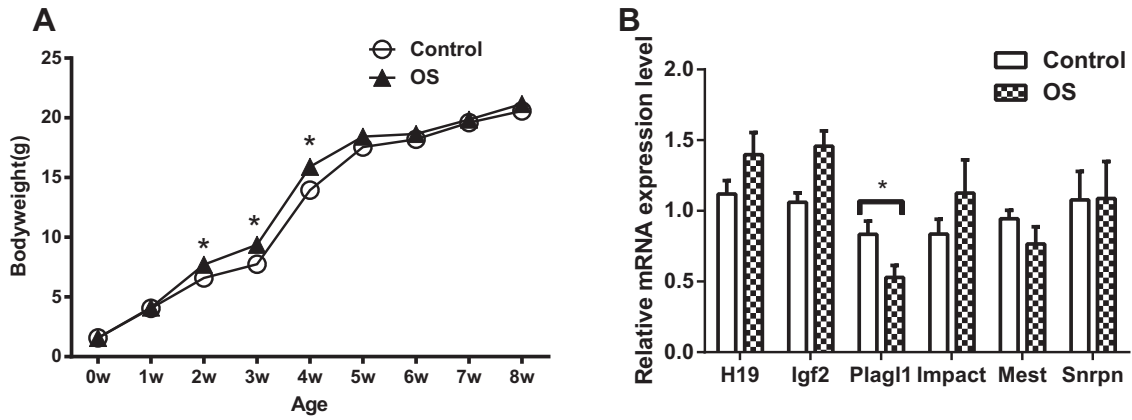 A
Bodyweight(g)
25
20
15
10
5
0
Control
OS
*
*
*
0w 1w 2w 3w 4w 5w 6w 7w 8w
Age
B
Relative mRNA expression level
2.0
1.5
1.0
0.5
0.0
Control
OS
*
H19 Igf2 Plagl1 Impact Mest Snrpn